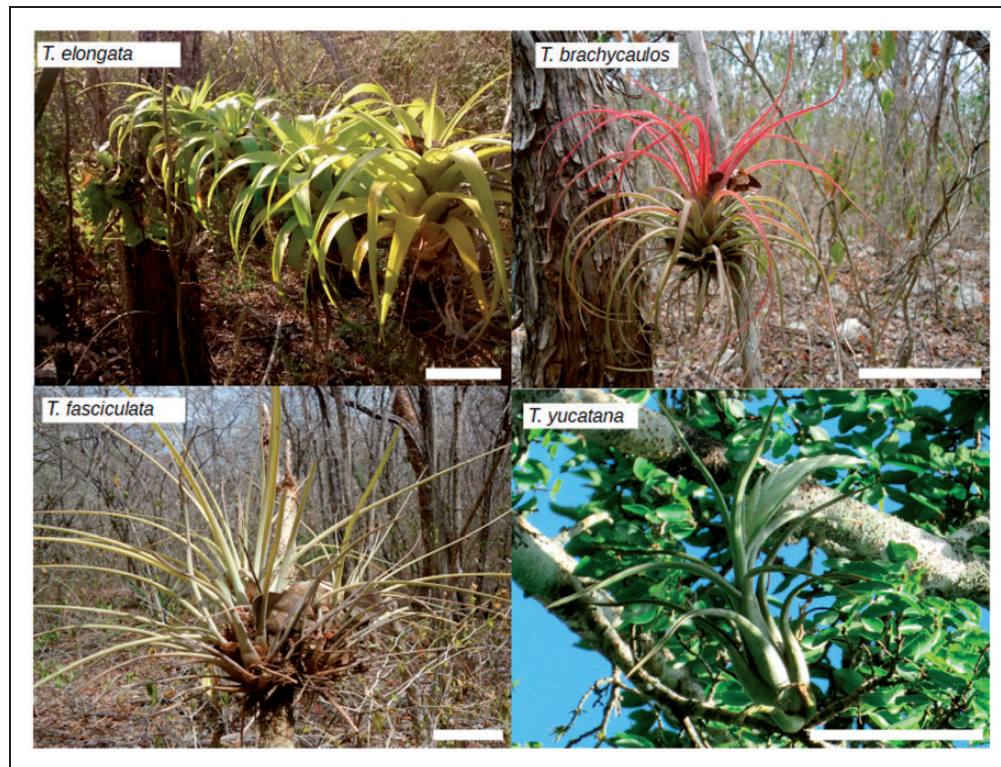 T. elongata
T. brachycaulos
T. fasciculata
T. yucatana